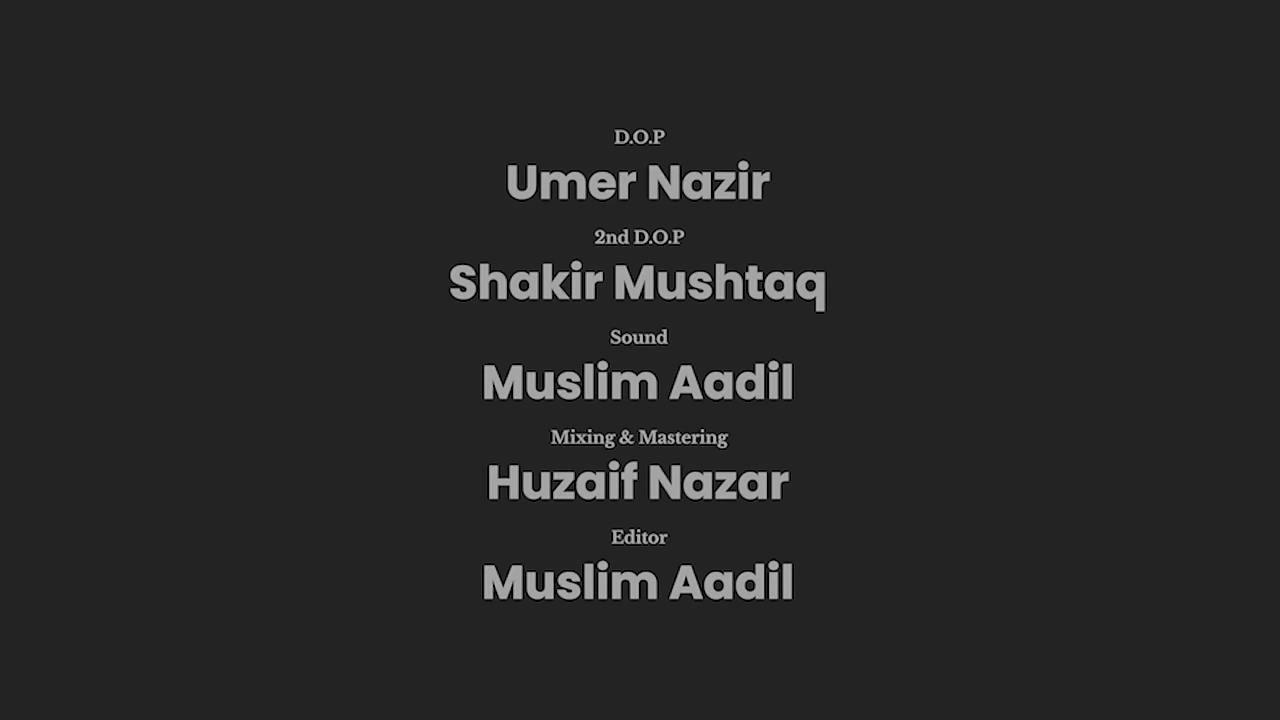 D.O.P
Umer Nazir
2nd D.O.P
Shakir Mushtaq
Sound
Muslim Aadil
Mixing & Mastering
Huzaif Nazar
Editor
Muslim Aadil